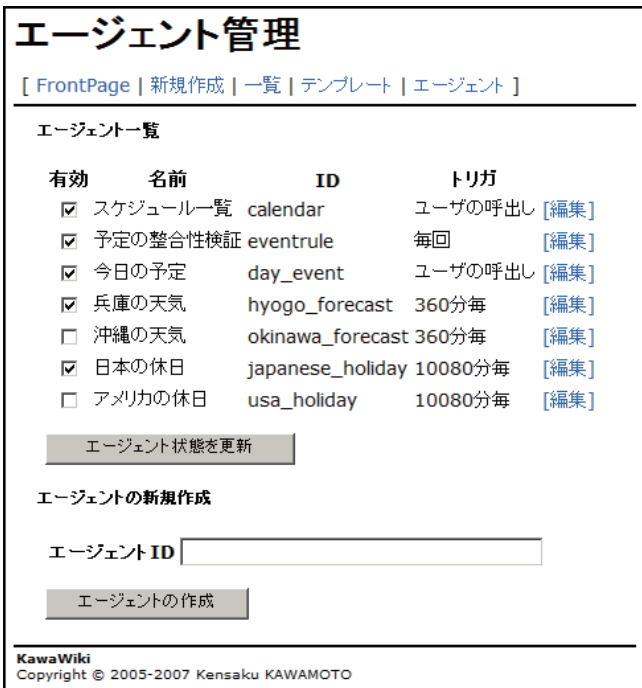 エージェント管理
[ FrontPage | 新規作成 | 一覧 | テンプレート | エージェント ]
エージェント一覧
有効 名前 ID トリガ
スケジュール一覧 calendar ユーザの呼出し [編集]
予定の整合性検証 eventrule 毎回 [編集]
今日の予定 day_event ユーザの呼出し [編集]
兵庫の天気 hyogo_forecast 360分毎 [編集]
沖縄の天気 okinawa_forecast 360分毎 [編集]
日本の休日 japanese_holiday 10080分毎 [編集]
アメリカの休日 usa_holiday 10080分毎 [編集]
エージェント状態を更新
エージェントの新規作成
エージェントID
エージェントの作成
KawaWiki
Copyright © 2005-2007 Kensaku KAWAMOTO